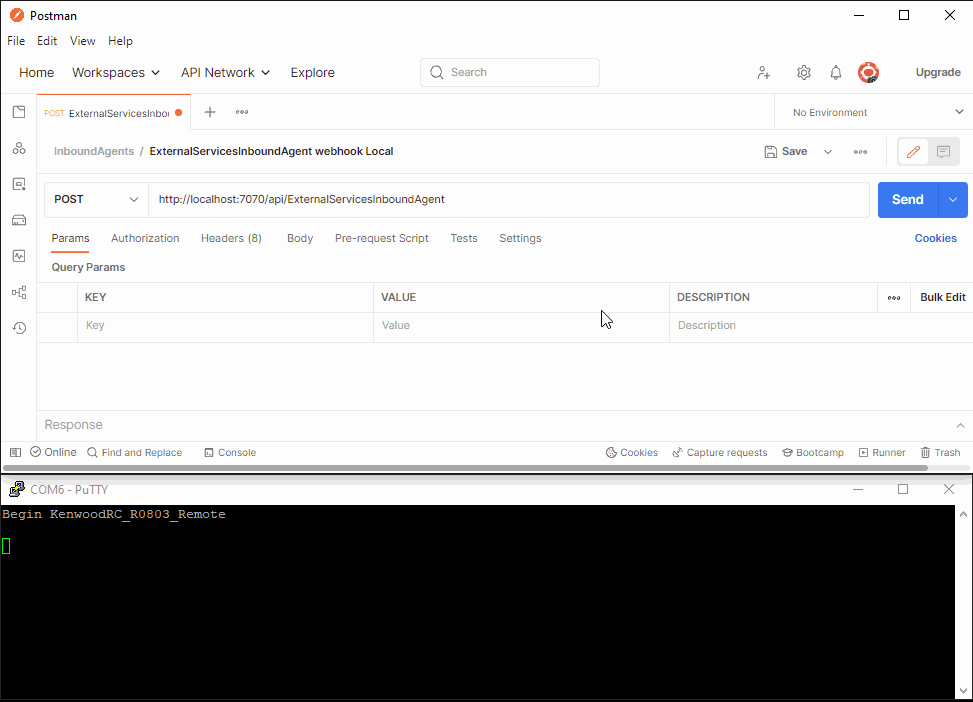 Postman
File Edit View Help
Home Workspaces API Network Explore Search Upgrade
POST ExternalServicesInbou No Environment
InboundAgents / ExternalServicesInboundAgent webhook Local Save
POST http://localhost:7070/api/ExternalServicesInboundAgent Send
Params Authorization Headers (8) Body Pre-request Script Tests Settings Cookies
Query Params
KEY VALUE DESCRIPTION Bulk Edit
Key Value Description
Response
Online Find and Replace Console Cookies Capture requests Bootcamp Runner Trash
COM6 - PuTTY
Begin KenwoodRC_R0803_Remote